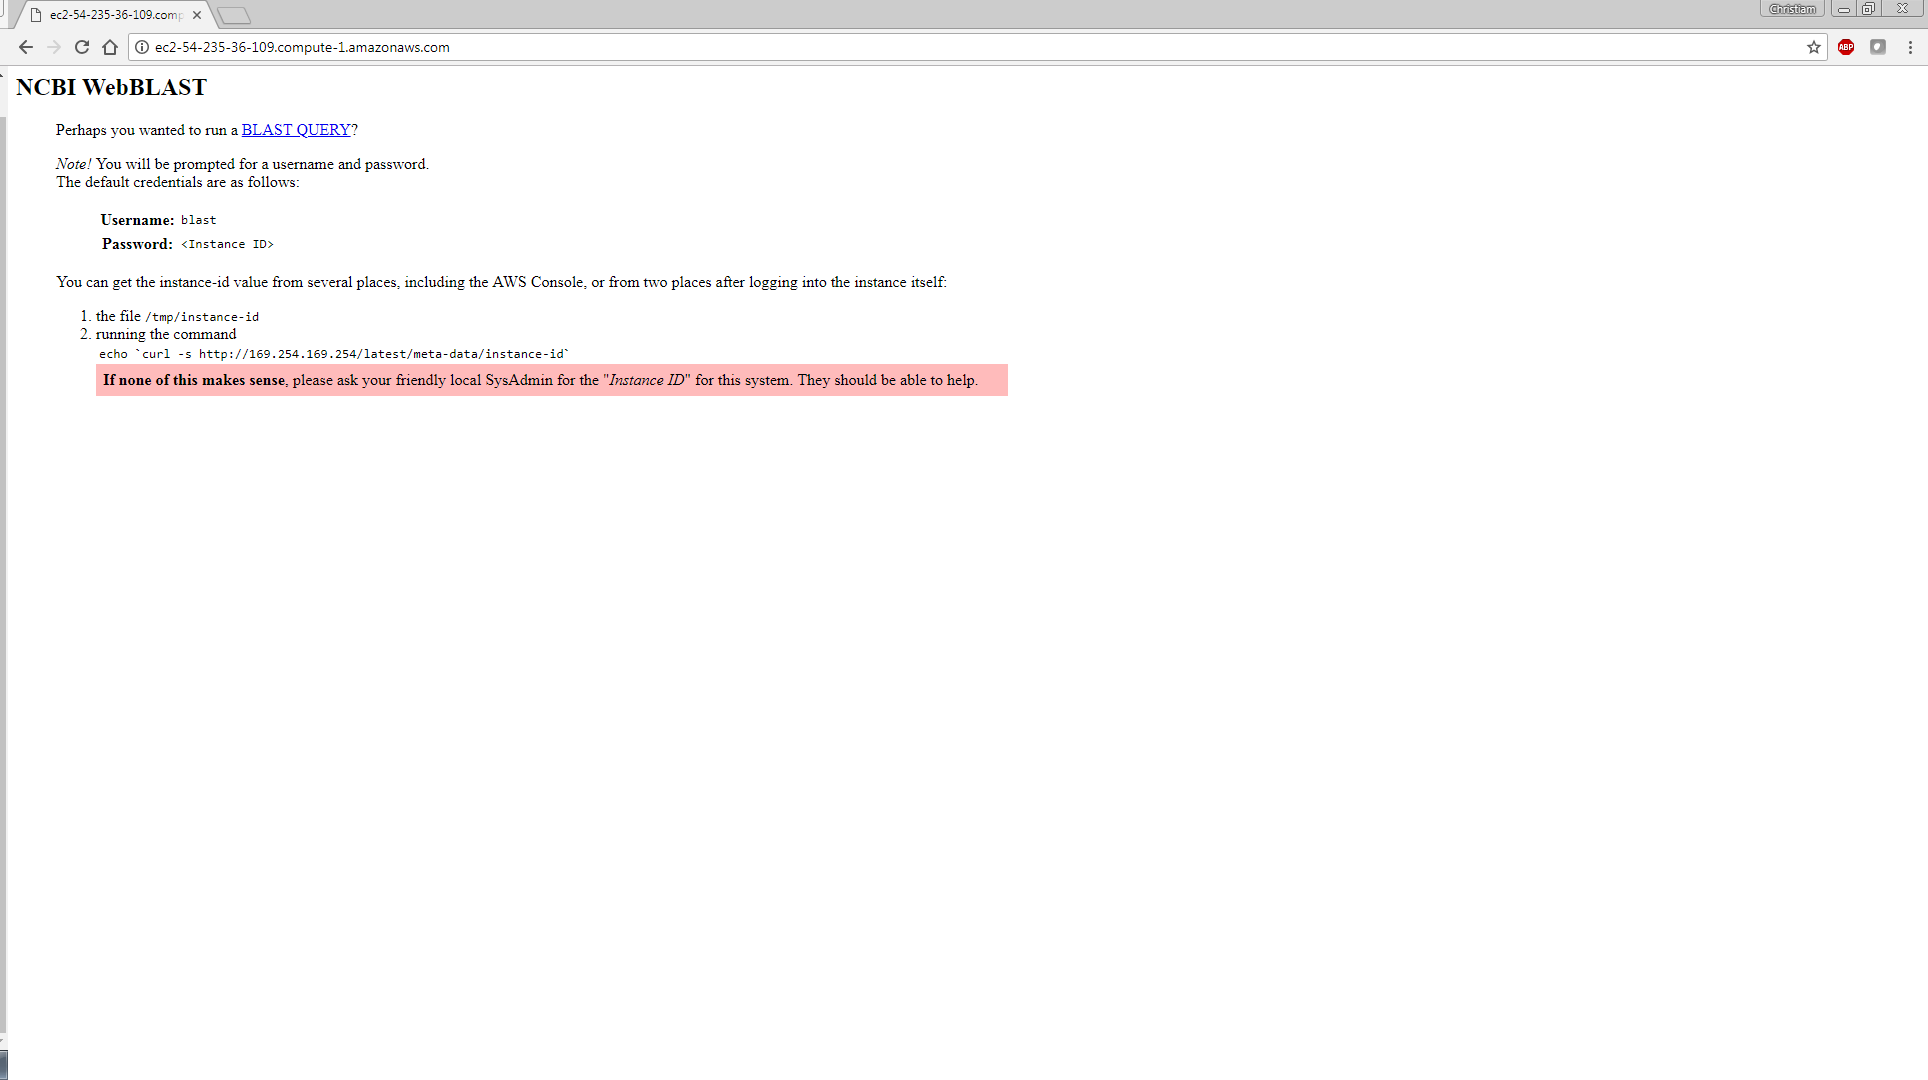 ec2-54-235-36-109.comp
Christiam
ec2-54-235-36-109.compute-1.amazonaws.com
ABP
NCBI WebBLAST
Perhaps you wanted to run a BLAST QUERY?
Note! You will be prompted for a username and password.
The default credentials are as follows:
Username: blast
Password: <Instance ID>
You can get the instance-id value from several places, including the AWS Console, or from two places after logging into the instance itself:
1. the file /tmp/instance-id
2. running the command
echo `curl -s http://169.254.169.254/latest/meta-data/instance-id`
If none of this makes sense, please ask your friendly local SysAdmin for the "Instance ID" for this system. They should be able to help.